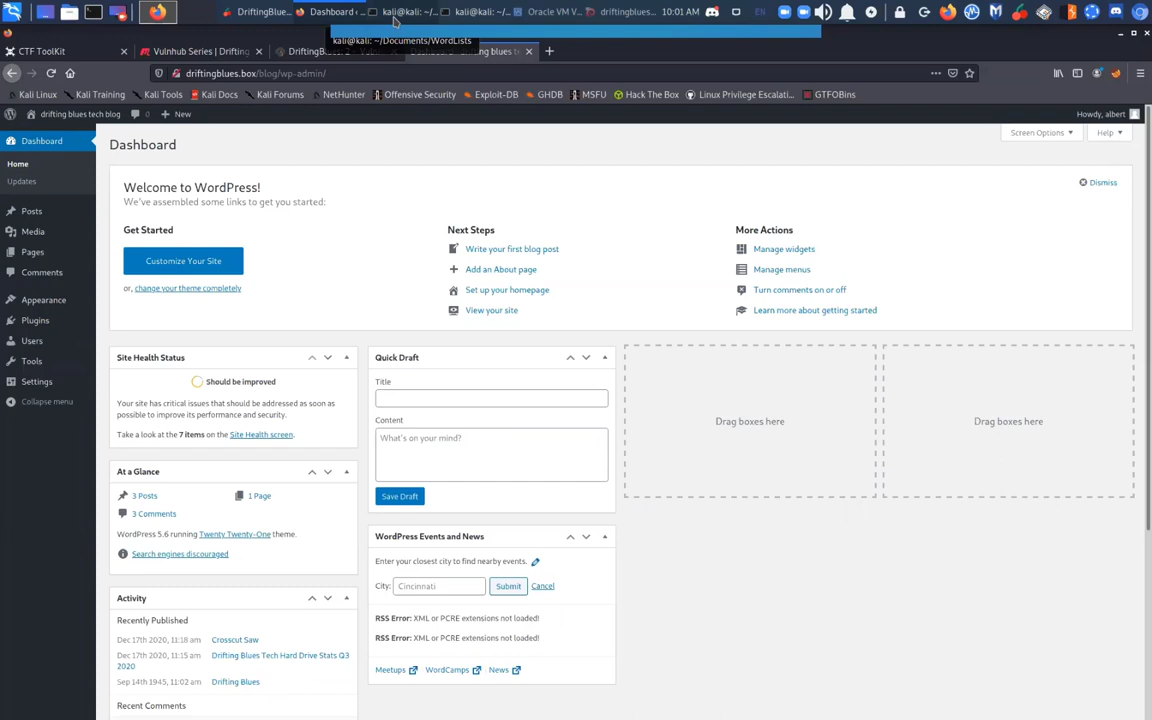 DriftingBlue...
Dashboard ‹
kali@kali: ~/...
kali@kali: ~/...
Oracle VM V...
driftingblues...
10:01 AM
EN
kali@kali: ~/Documents/WordLists
CTF ToolKit
Vulnhub Series | Drifting
driftingblues.box/blog/wp-admin/
Kali Linux
Kali Training
Kali Tools
Kali Docs
Kali Forums
NetHunter
Offensive Security
Exploit-DB
GHDB
MSFU
Hack The Box
Linux Privilege Escalati...
GTFOBins
drifting blues tech blog
0
New
Howdy, albert
Dashboard
Home
Updates
Posts
Media
Pages
Comments
Appearance
Plugins
Users
Tools
Settings
Collapse menu
Dashboard
Screen Options
Help
Welcome to WordPress!
We've assembled some links to get you started:
Dismiss
Get Started
Customize Your Site
or, change your theme completely
Next Steps
Write your first blog post
Add an About page
Set up your homepage
View your site
More Actions
Manage widgets
Manage menus
Turn comments on or off
Learn more about getting started
Site Health Status
Should be improved
Your site has critical issues that should be addressed as soon as
possible to improve its performance and security.
Take a look at the 7 items on the Site Health screen.
At a Glance
3 Posts
1 Page
3 Comments
WordPress 5.6 running Twenty Twenty-One theme.
Search engines discouraged
Activity
Recently Published
Dec 17th 2020, 11:18 am Crosscut Saw
Dec 17th 2020, 11:15 am Drifting Blues Tech Hard Drive Stats Q3
2020
Sep 14th 1945, 11:02 am Drifting Blues
Recent Comments
Quick Draft
Title
Content
What's on your mind?
Save Draft
WordPress Events and News
Enter your closest city to find nearby events.
City:
Cincinnati
Submit
Cancel
RSS Error: XML or PCRE extensions not loaded!
RSS Error: XML or PCRE extensions not loaded!
Meetups
WordCamps
News
Drag boxes here
Drag boxes here